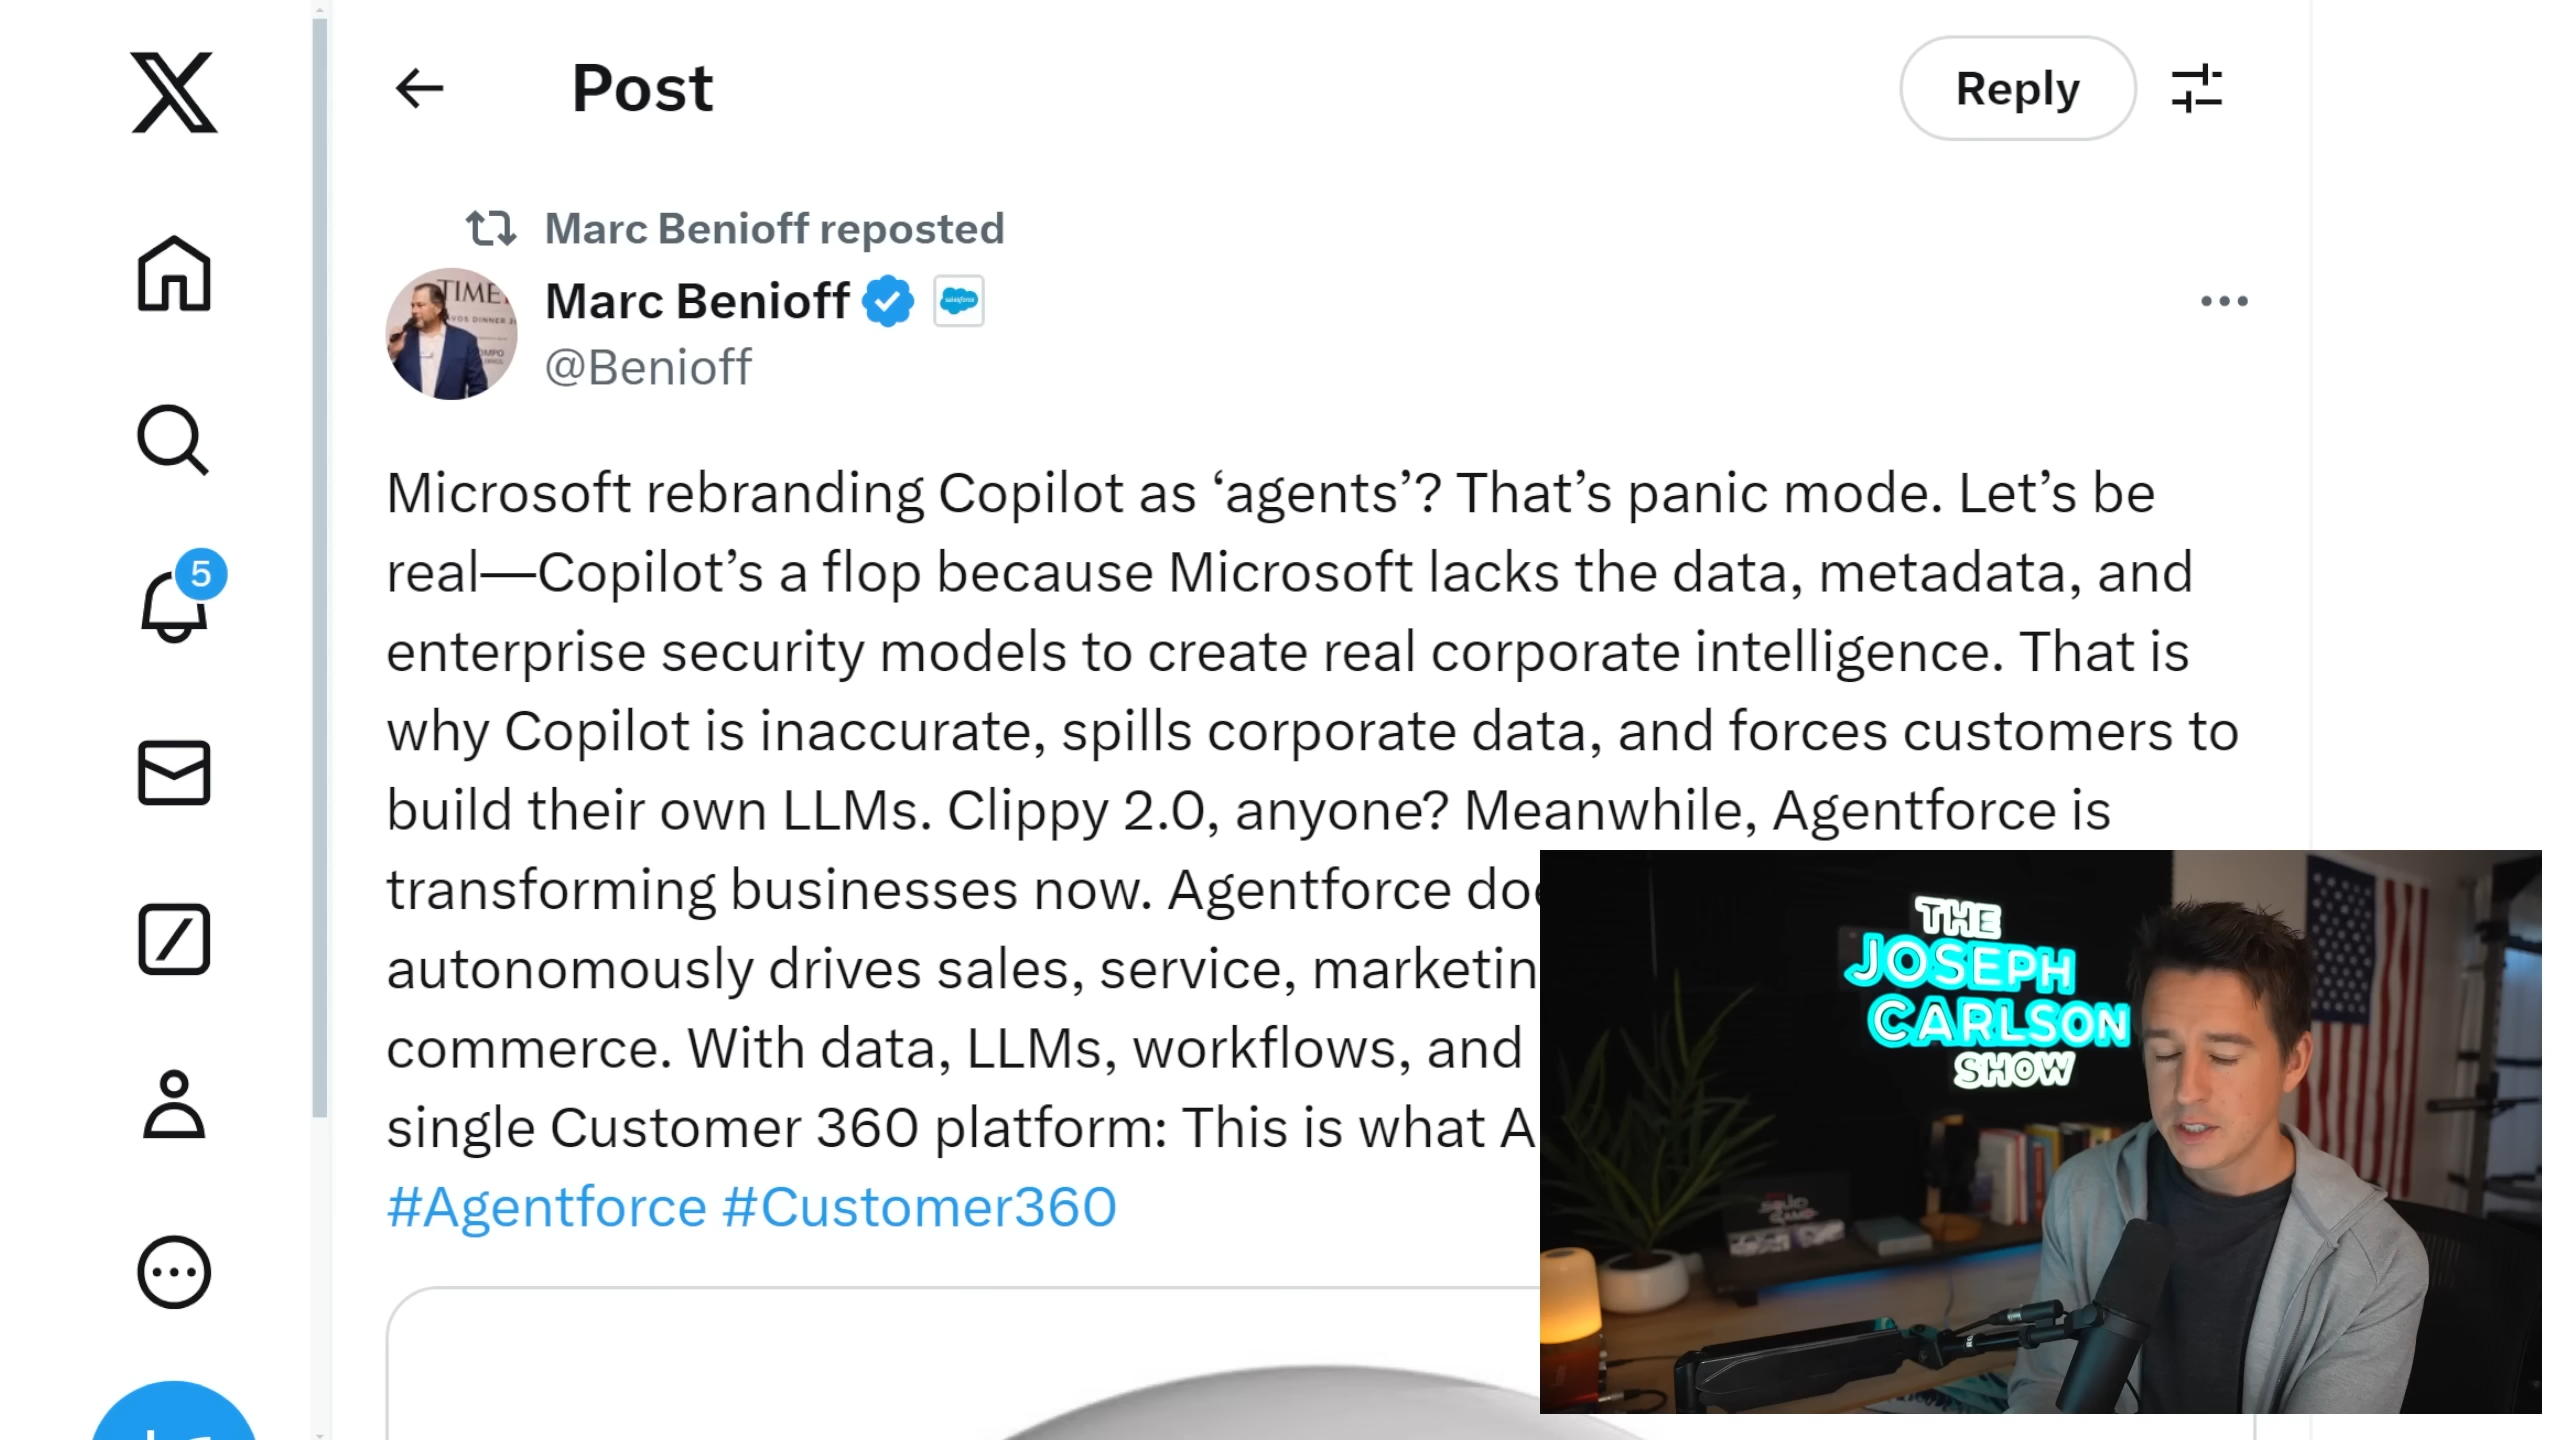 Post
Reply
Marc Benioff reposted
Marc Benioff
salesforce
@Benioff
5
Microsoft rebranding Copilot as ‘agents’? That’s panic mode. Let’s be
real—Copilot’s a flop because Microsoft lacks the data, metadata, and
enterprise security models to create real corporate intelligence. That is
why Copilot is inaccurate, spills corporate data, and forces customers to
build their own LLMs. Clippy 2.0, anyone? Meanwhile, Agentforce is
transforming businesses now. Agentforce
autonomously drives sales, service,
commerce. With data, LLMs, workflows, and
single Customer 360 platform: This is what
#Agentforce #Customer360
TIME
THE
JOSEPH
CARLSON
SHOW